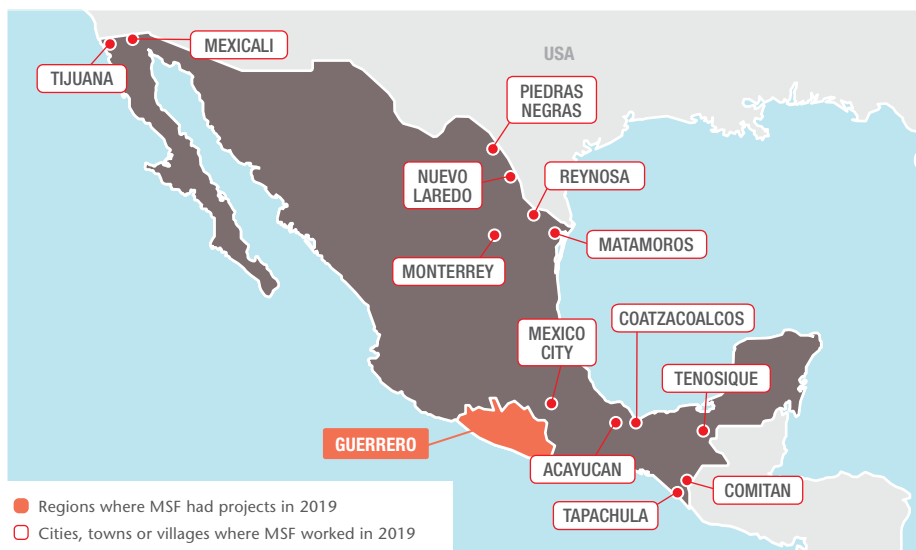 MEXICALI
USA
TIJUANA
PIEDRAS
NEGRAS
NUEVO
LAREDO
REYNOSA
MATAMOROS
MONTERREY
MEXICO
CITY
COATZACOALCOS
TENOSIQUE
GUERRERO
ACAYUCAN
COMITAN
TAPACHULA
Regions where MSF had projects in 2019
Cities, towns or villages where MSF worked in 2019